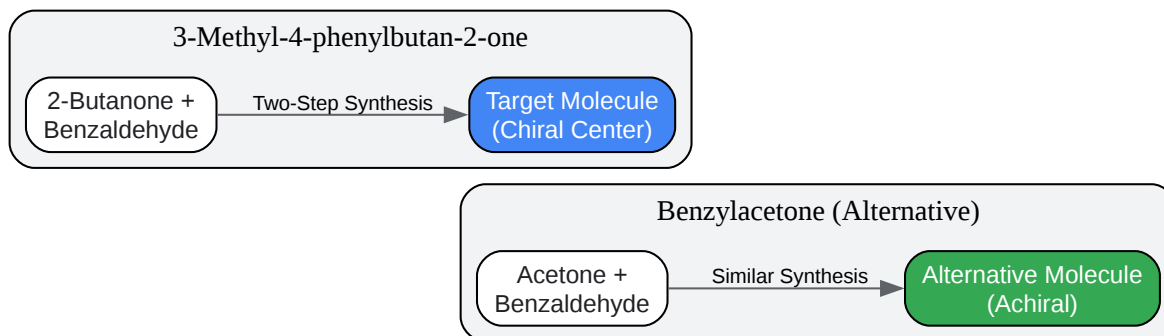 3-Methyl-4-phenylbutan-2-one
2-Butanone +
Benzaldehyde
Two-Step Synthesis
Target Molecule
(Chiral Center)
Benzylacetone (Alternative)
Acetone +
Benzaldehyde
Similar Synthesis
Alternative Molecule
(Achiral)